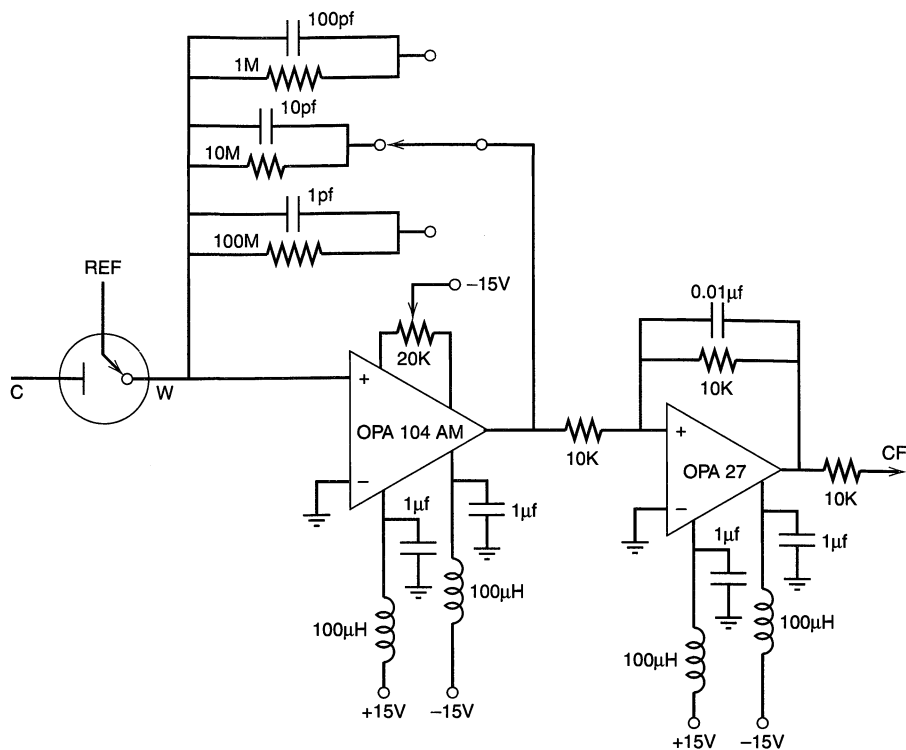 100pf
1M
10pf
10M
1pf
100M
REF
C
W
−15V
20K
+
OPA 104 AM
−
1µf
1µf
100µH
100µH
+15V
−15V
0.01µf
10K
10K
+
OPA 27
−
CF
10K
1µf
1µf
100µH
100µH
+15V
−15V